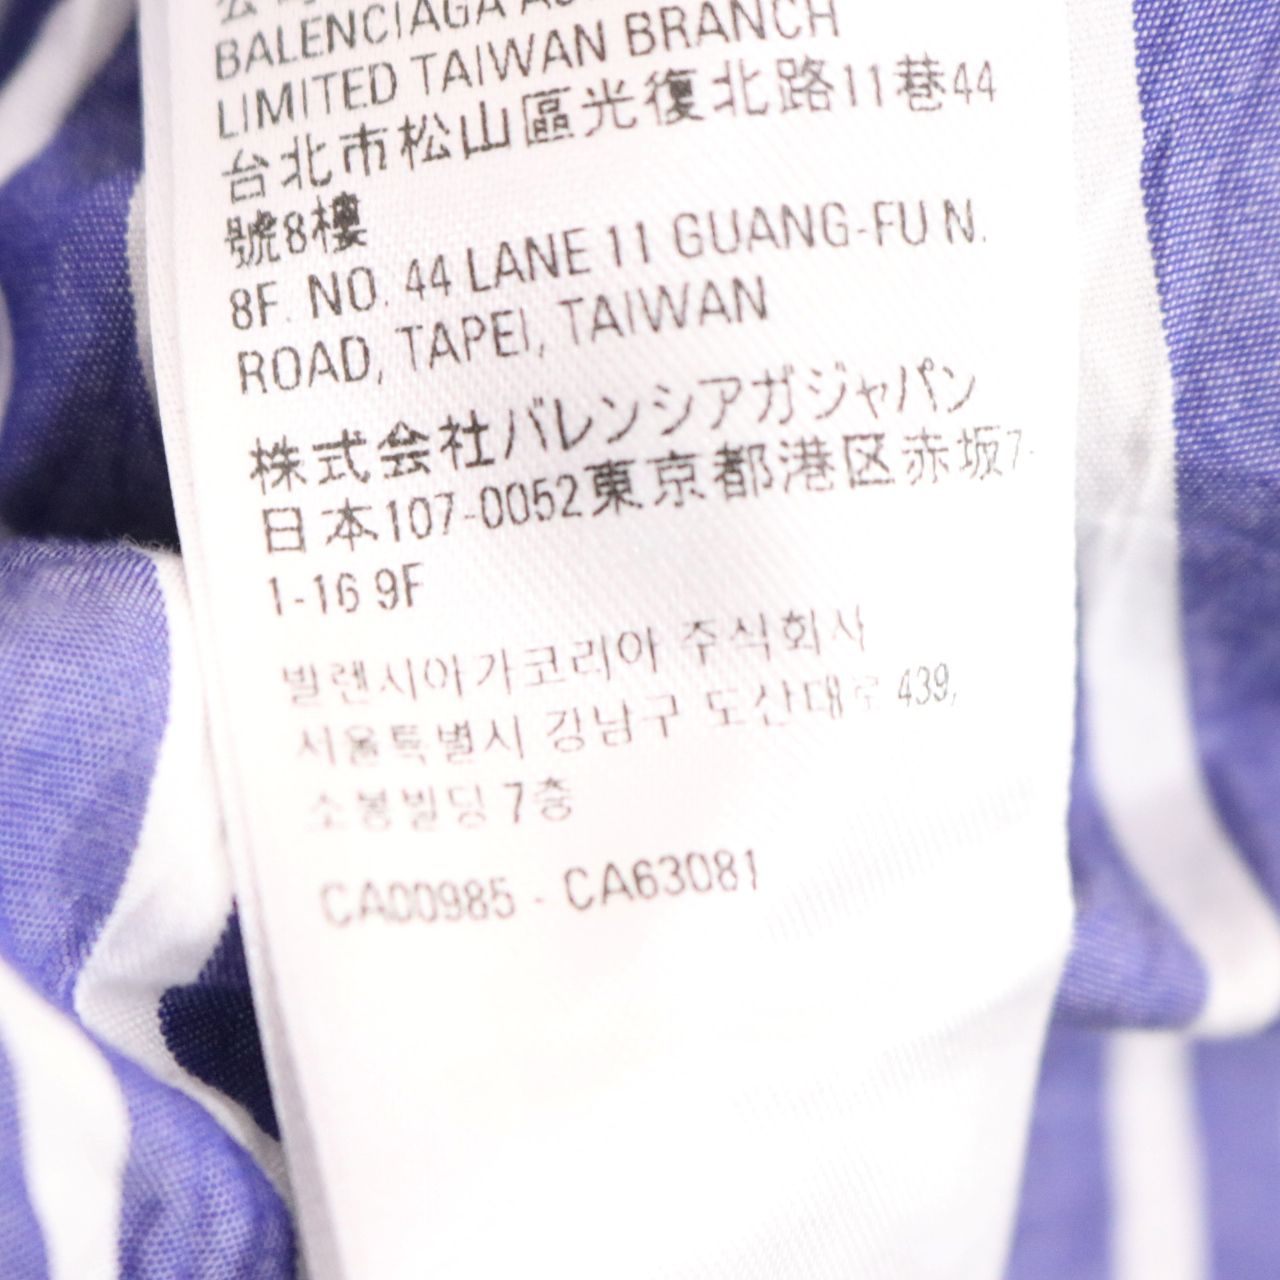 BALENCIAGA
LIMITED TAIWAN BRANCH
台北市松山區光復北路11巷44
號8樓
8F. NO. 44 LANE 11 GUANG-FU N.
ROAD, TAPEI, TAIWAN
株式会社バレンシアガジャパン
日本107-0052東京都港区赤坂7-
1-16 9F
발렌시아가코리아 주식회사
서울특별시 강남구 도산대로 439,
소봉빌딩 7층
CA00985 - CA63081